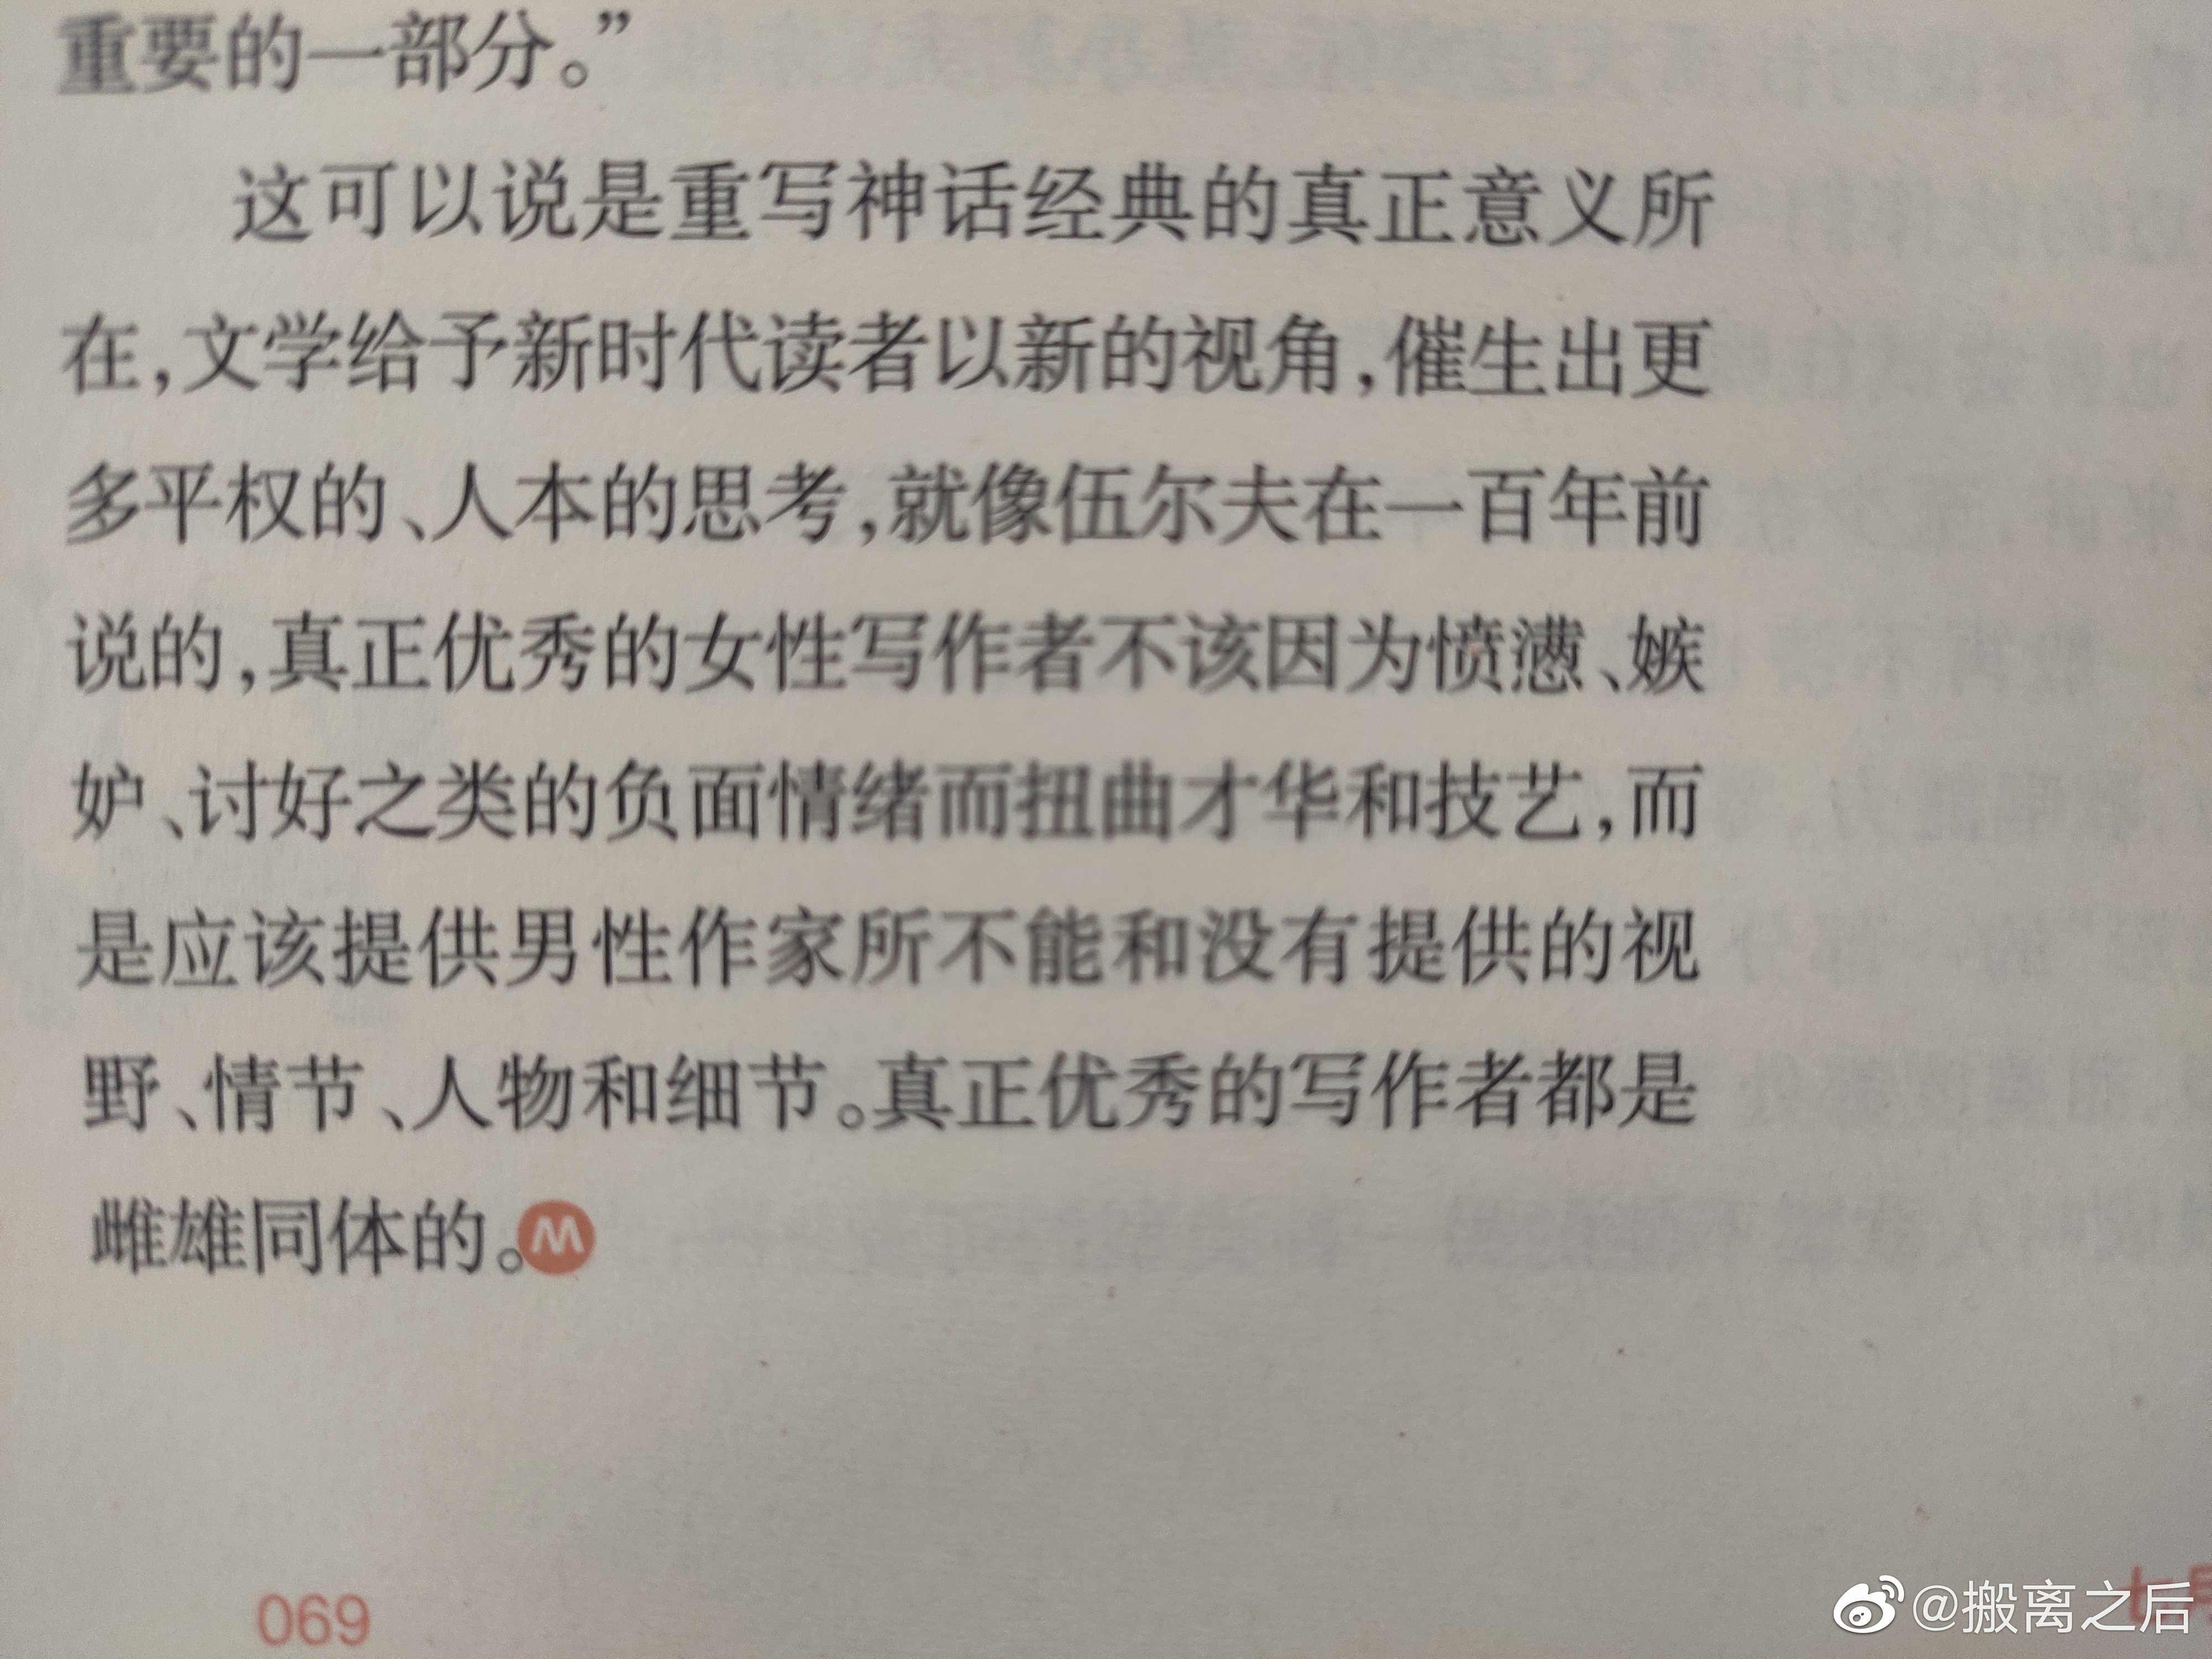 重要的一部分。”
这可以说是重写神话经典的真正意义所
在,文学给予新时代读者以新的视角,催生出更
多平权的、人本的思考,就像伍尔夫在一百年前
说的,真正优秀的女性写作者不该因为愤懑、嫉
妒、讨好之类的负面情绪而扭曲才华和技艺,而
是应该提供男性作家所不能和没有提供的视
野、情节、人物和细节。真正优秀的写作者都是
雌雄同体的。
069
@搬离之后